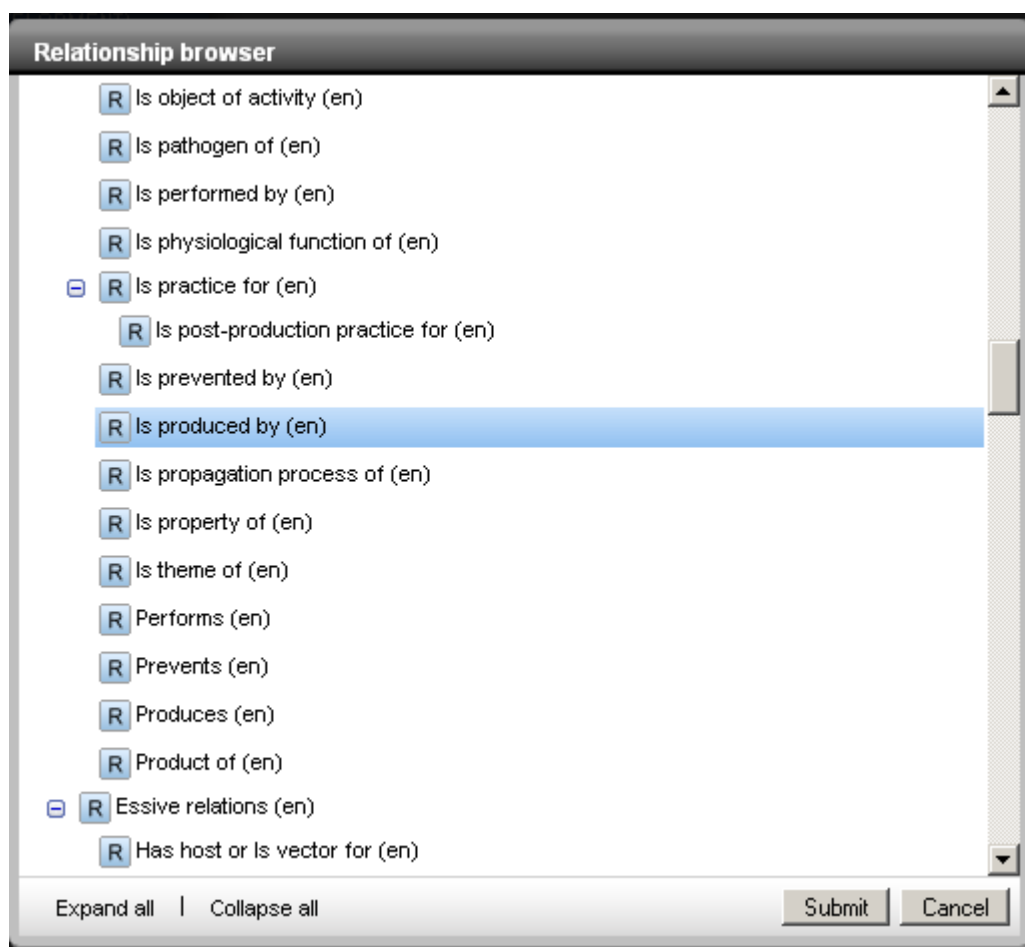 Relationship browser
R Is object of activity (en)
R Is pathogen of (en)
R Is performed by (en)
R Is physiological function of (en)
R Is practice for (en)
R Is post-production practice for (en)
R Is prevented by (en)
R Is produced by (en)
R Is propagation process of (en)
R Is property of (en)
R Is theme of (en)
R Performs (en)
R Prevents (en)
R Produces (en)
R Product of (en)
R Essive relations (en)
R Has host or Is vector for (en)
Expand all | Collapse all Submit Cancel